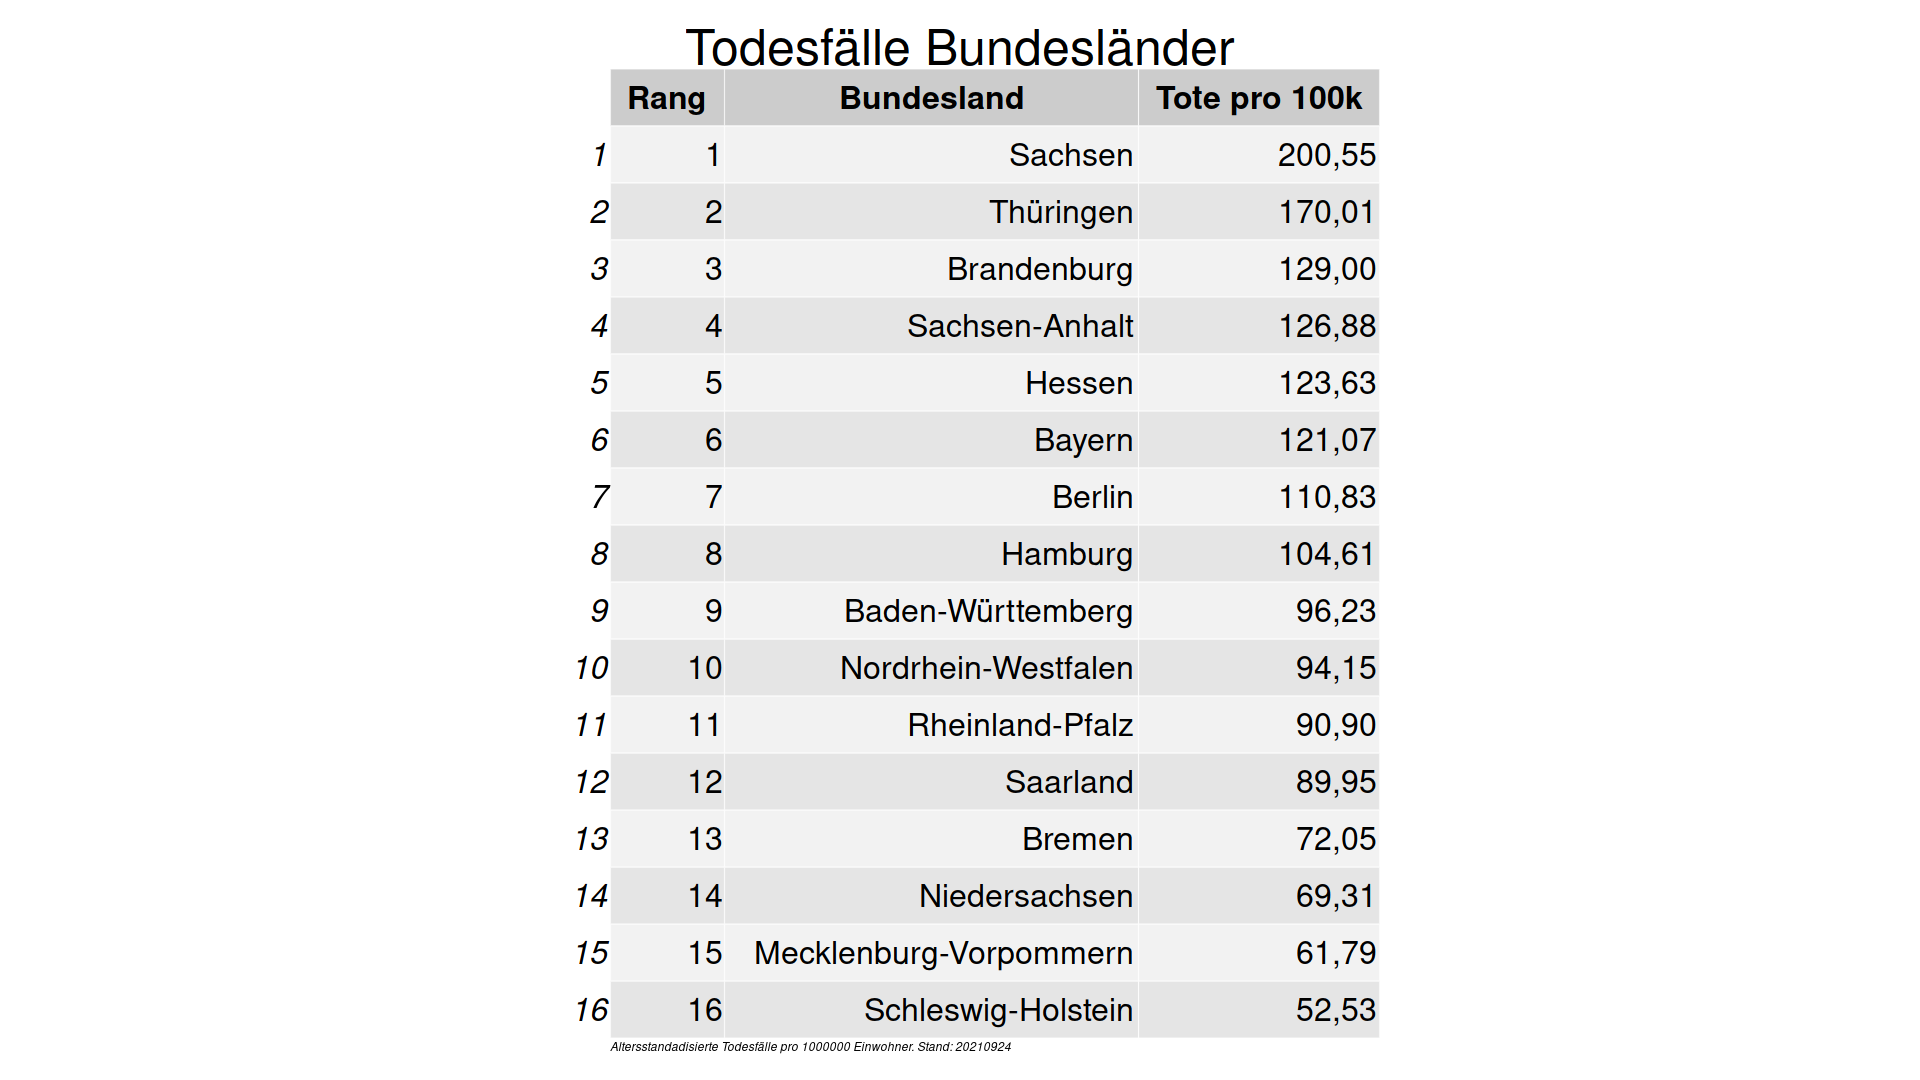 Todesfälle Bundesländer
Rang Bundesland Tote pro 100k
1 1 Sachsen 200,55
2 2 Thüringen 170,01
3 3 Brandenburg 129,00
4 4 Sachsen-Anhalt 126,88
5 5 Hessen 123,63
6 6 Bayern 121,07
7 7 Berlin 110,83
8 8 Hamburg 104,61
9 9 Baden-Württemberg 96,23
10 10 Nordrhein-Westfalen 94,15
11 11 Rheinland-Pfalz 90,90
12 12 Saarland 89,95
13 13 Bremen 72,05
14 14 Niedersachsen 69,31
15 15 Mecklenburg-Vorpommern 61,79
16 16 Schleswig-Holstein 52,53
Altersstandadisierte Todesfälle pro 1000000 Einwohner. Stand: 20210924